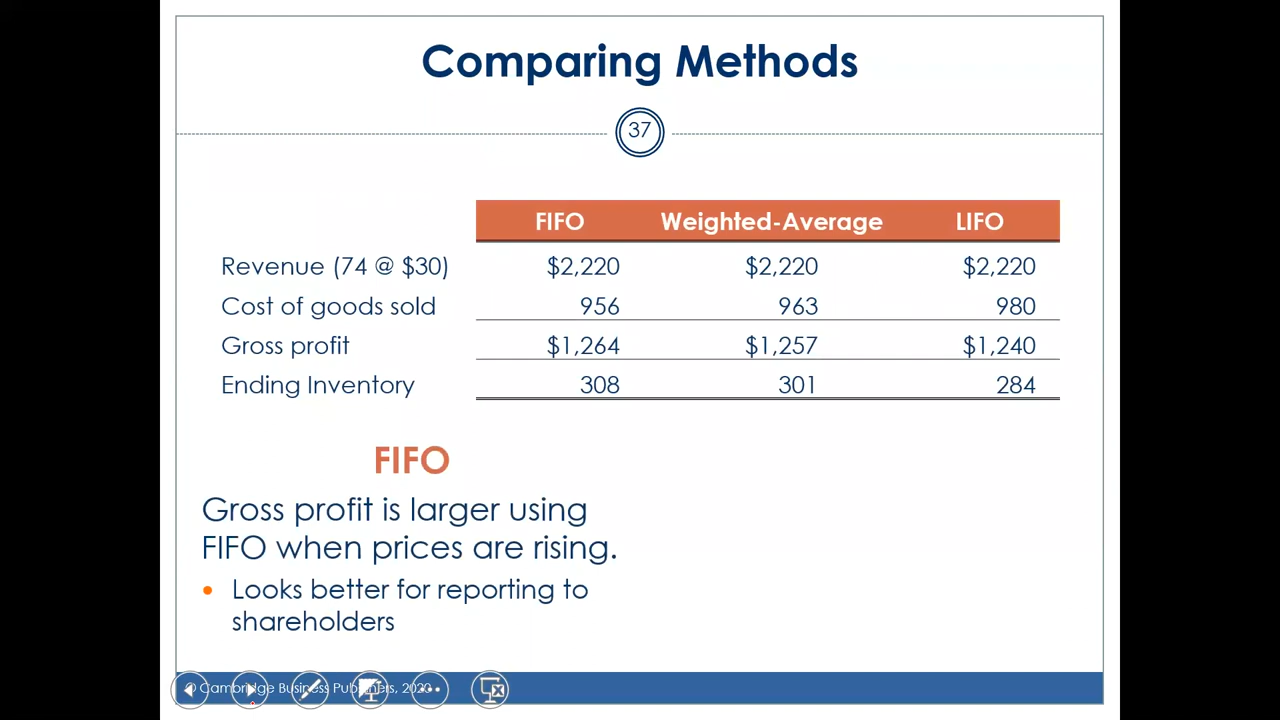 Comparing Methods
37
FIFO Weighted-Average LIFO
Revenue (74 @ $30) $2,220 $2,220 $2,220
Cost of goods sold 956 963 980
Gross profit $1,264 $1,257 $1,240
Ending Inventory 308 301 284
FIFO
Gross profit is larger using
FIFO when prices are rising.
• Looks better for reporting to
shareholders
© Cambridge Business Publishers, 2020